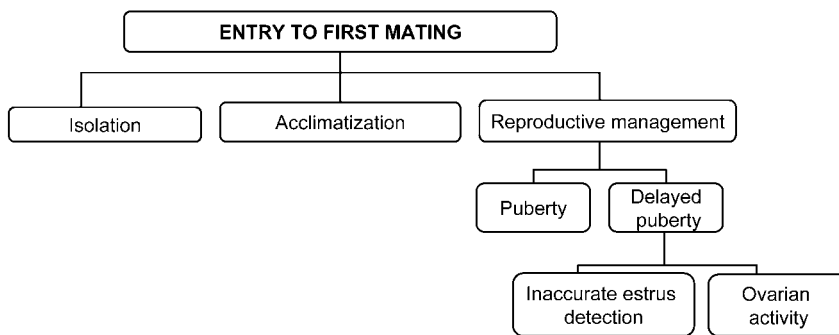 ENTRY TO FIRST MATING
Isolation
Acclimatization
Reproductive management
Puberty
Delayed
puberty
Inaccurate estrus
detection
Ovarian
activity